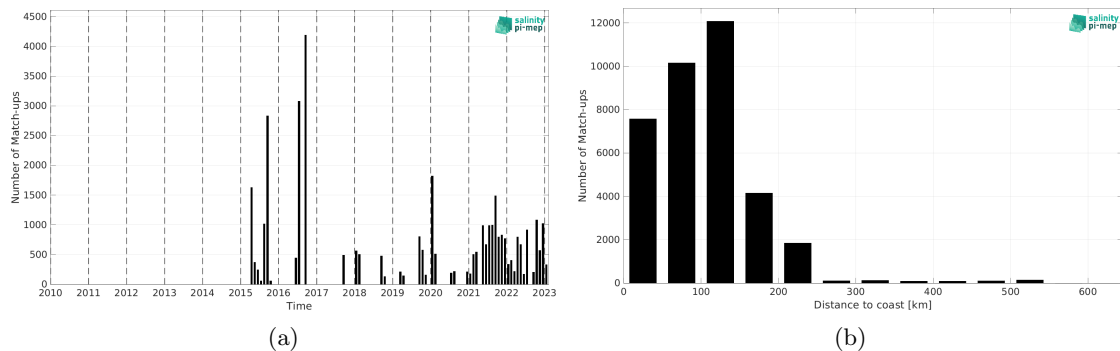 4500
4000
3500
3000
2500
2000
1500
1000
500
0
Number of Match-ups
2010 2011 2012 2013 2014 2015 2016 2017 2018 2019 2020 2021 2022 2023
Time
salinity
pi-mep
(a)
12000
10000
8000
6000
4000
2000
0
Number of Match-ups
0 100 200 300 400 500 600
Distance to coast [km]
salinity
pi-mep
(b)